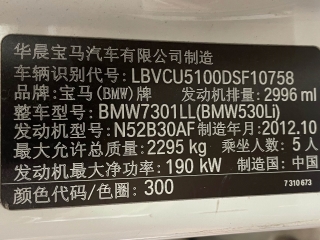 华晨宝马汽车有限公司制造
车辆识别代号: LBVCU5100DSF10758
品牌: 宝马(BMW)牌 发动机排量: 2996 ml
整车型号: BMW7301LL(BMW530Li)
发动机型号: N52B30AF 制造年月: 2012.10
最大允许总质量: 2295 kg 乘坐人数: 5 人
发动机最大净功率: 190 kW 制造国: 中国
颜色代码/色圈: 300
7 310 673